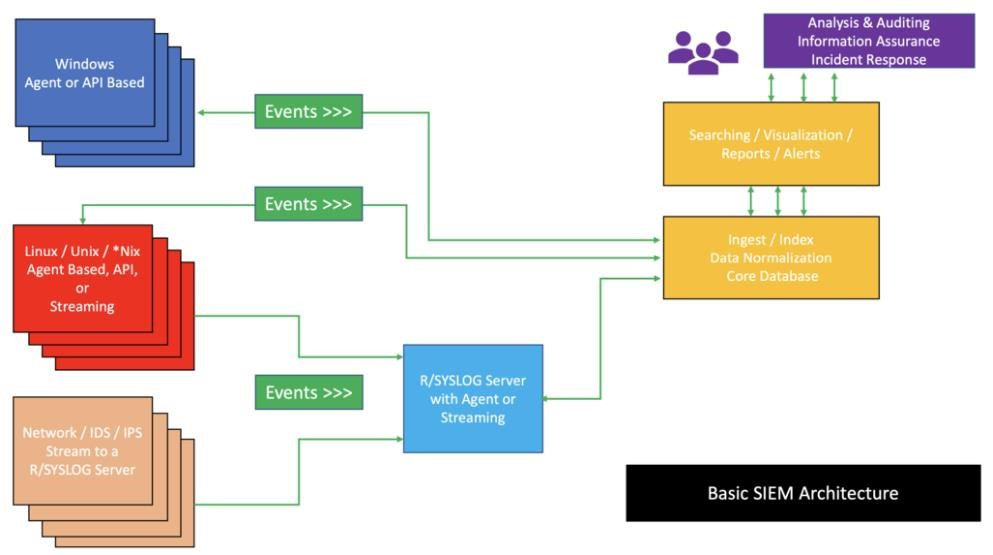 Windows
Agent or API Based
Events >>>
Analysis & Auditing
Information Assurance
Incident Response
Searching / Visualization /
Reports / Alerts
Events >>>
Linux / Unix / *Nix
Agent Based, API,
or
Streaming
Ingest / Index
Data Normalization
Core Database
R/SYSLOG Server
with Agent or
Streaming
Events >>>
Network / IDS / IPS
Stream to a
R/SYSLOG Server
Basic SIEM Architecture